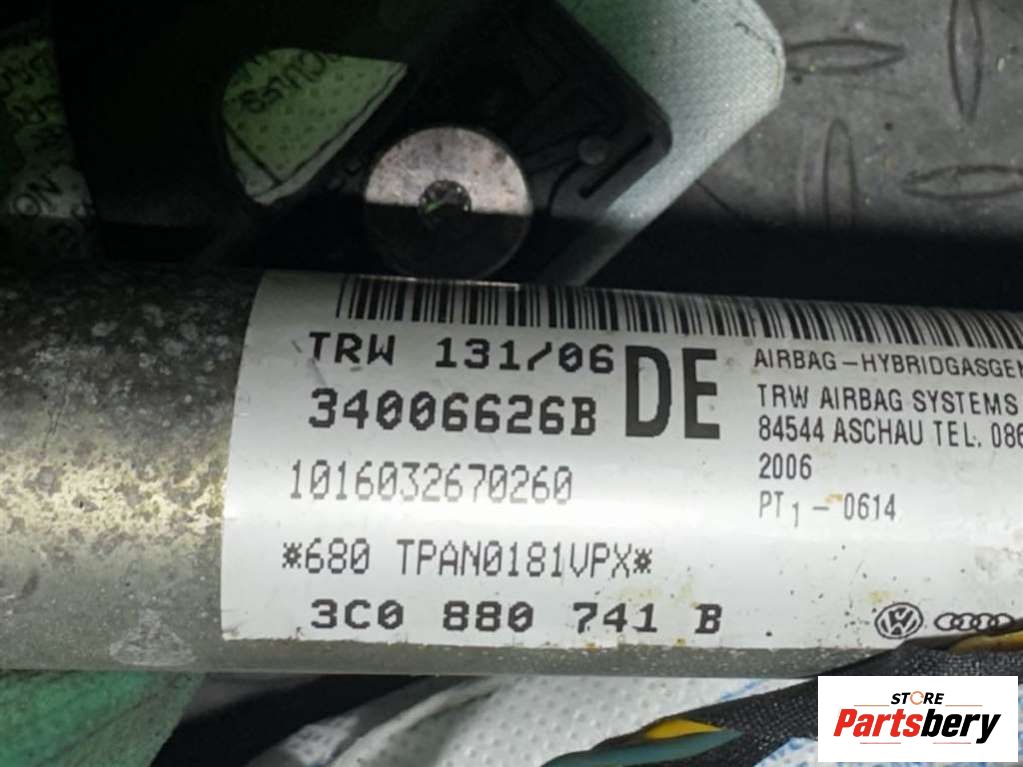 TRW 131/06
34006626B
DE
1016032670260
*680 TPAN0181VPX*
3C0 880 741 B
AIRBAG-HYBRIDGASGEN
TRW AIRBAG SYSTEMS
84544 ASCHAU TEL. 086
2006
PT1 - 0614
STORE
Partsbery